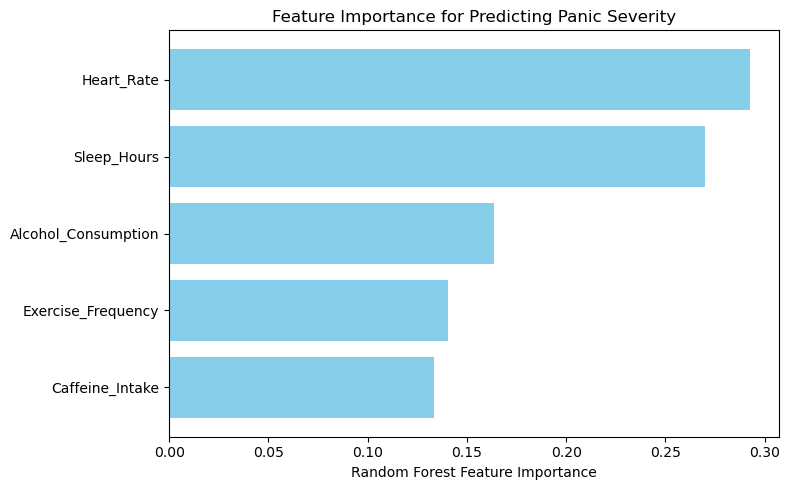 Feature Importance for Predicting Panic Severity
Heart_Rate
Sleep_Hours
Alcohol_Consumption
Exercise_Frequency
Caffeine_Intake
0.00 0.05 0.10 0.15 0.20 0.25 0.30
Random Forest Feature Importance